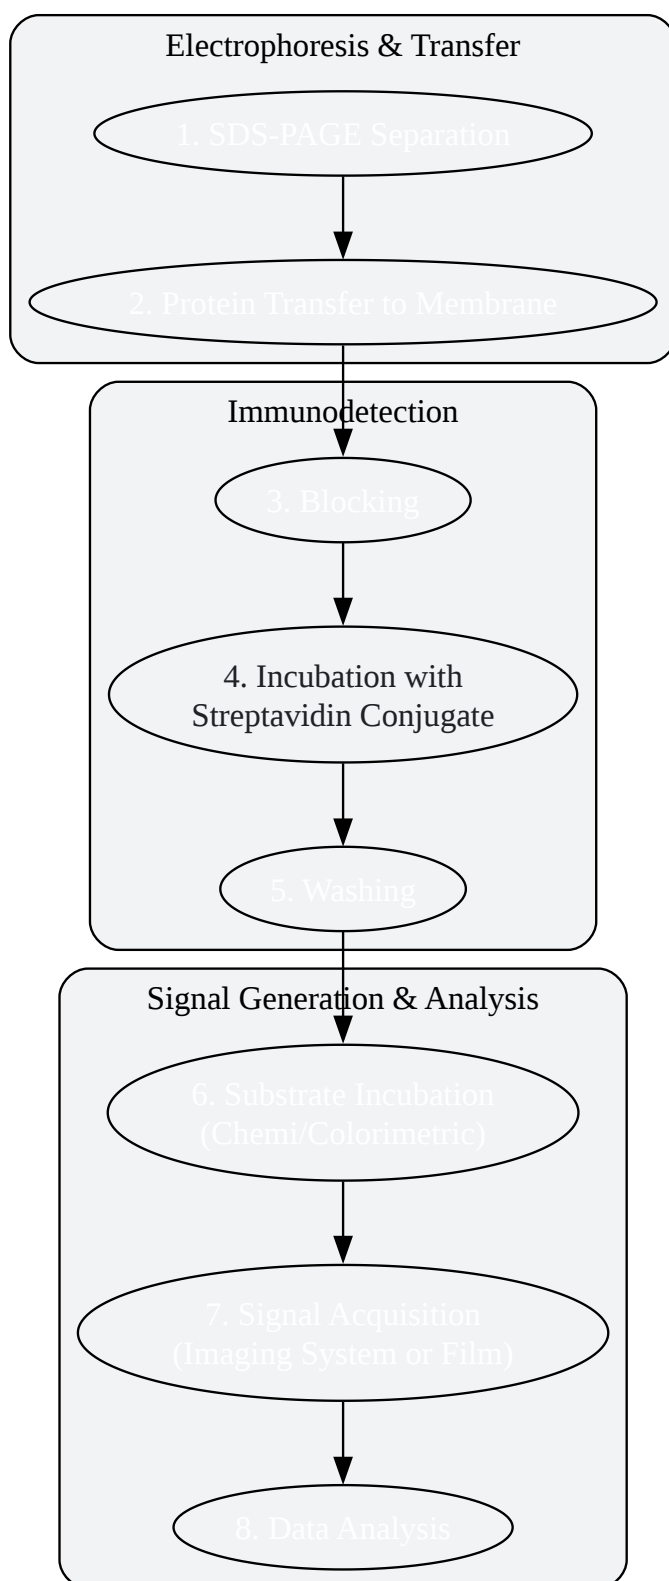 Electrophoresis & Transfer
1. SDS-PAGE Separation
2. Protein Transfer to Membrane
Immunodetection
3. Blocking
4. Incubation with
Streptavidin Conjugate
5. Washing
Signal Generation & Analysis
6. Substrate Incubation
(Chemi/Colorimetric)
7. Signal Acquisition
(Imaging System or Film)
8. Data Analysis